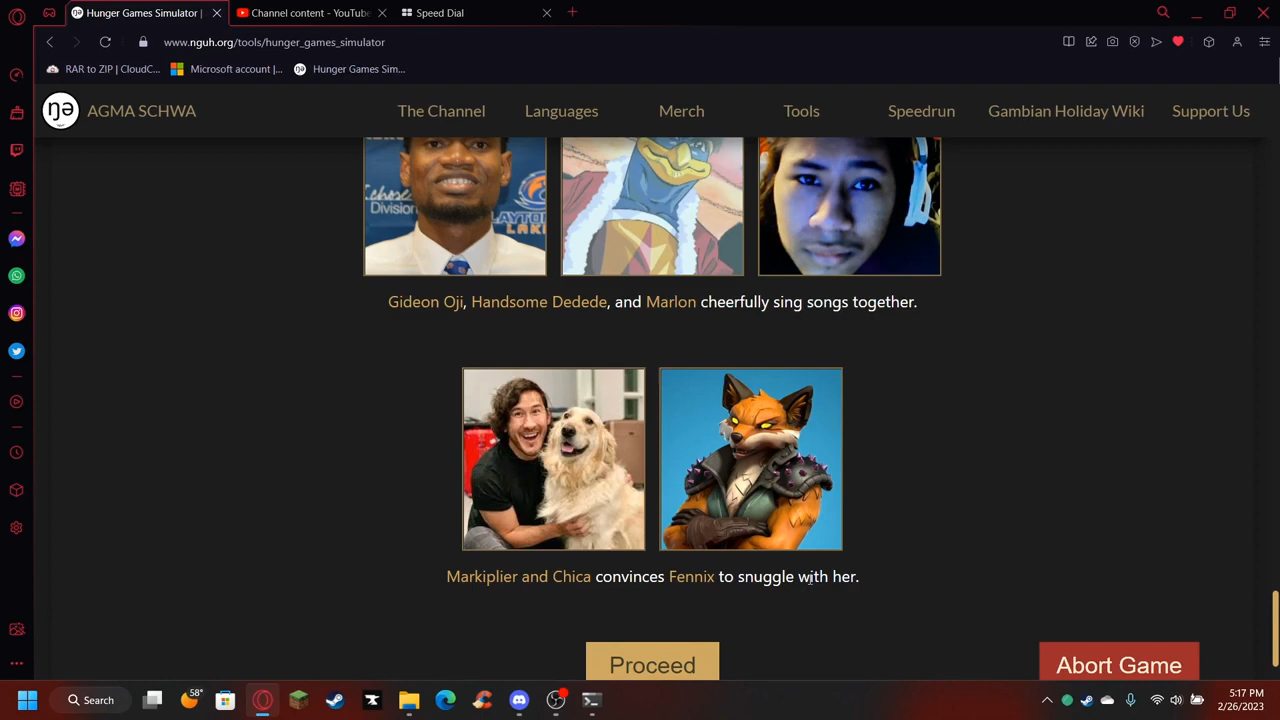 Hunger Games Simulator |
Channel content - YouTube
Speed Dial
www.nguh.org/tools/hunger_games_simulator
RAR to ZIP | CloudC...
Microsoft account |...
Hunger Games Sim...
ŋə
AGMA SCHWA
The Channel
Languages
Merch
Tools
Speedrun
Gambian Holiday Wiki
Support Us
Division
Gideon Oji, Handsome Dedede, and Marlon cheerfully sing songs together.
Markiplier and Chica convinces Fennix to snuggle with her.
Proceed
Abort Game
58°
Search
5:17 PM
2/26/2023